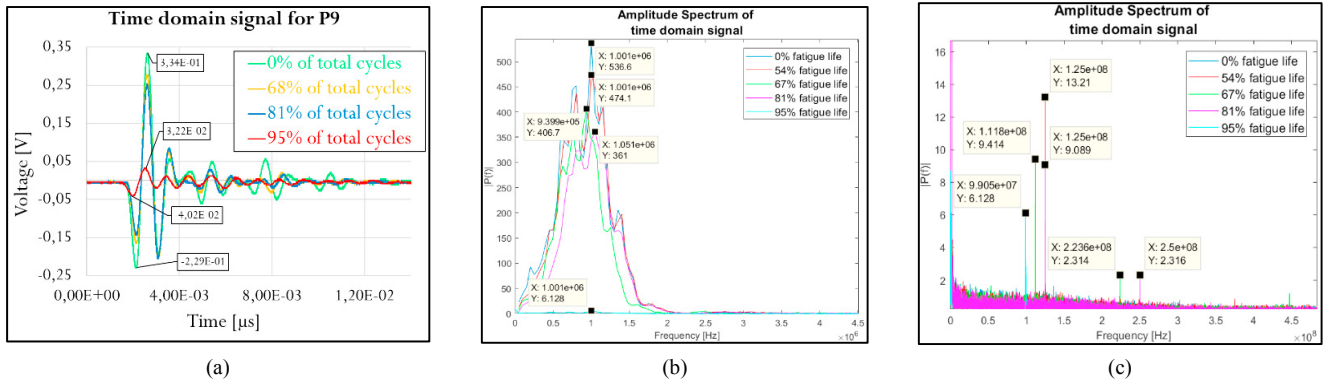 Time domain signal for P9
0,35
0,25
0,15
0,05
-0,05
-0,15
-0,25
Voltage [V]
3,34E-01
0% of total cycles
68% of total cycles
81% of total cycles
95% of total cycles
3,22E-02
-4,02E-02
-2,29E-01
0,00E+00
4,00E-03
8,00E-03
1,20E-02
Time [µs]
(a)
Amplitude Spectrum of
time domain signal
500
450
400
350
300
250
200
150
100
50
0
|P(f)|
0% fatigue life
54% fatigue life
67% fatigue life
81% fatigue life
95% fatigue life
X: 1.001e+06
Y: 536.6
X: 1.001e+06
Y: 474.1
X: 9.399e+05
Y: 406.7
X: 1.051e+06
Y: 361
X: 1.001e+06
Y: 6.128
0
0.5
1
1.5
2
2.5
3
3.5
4
4.5
×10⁶
Frequency [Hz]
(b)
Amplitude Spectrum of
time domain signal
16
14
12
10
8
6
4
2
|P(f)|
0% fatigue life
54% fatigue life
67% fatigue life
81% fatigue life
95% fatigue life
X: 1.25e+08
Y: 13.21
X: 1.118e+08
Y: 9.414
X: 1.25e+08
Y: 9.089
X: 9.905e+07
Y: 6.128
X: 2.236e+08
Y: 2.314
X: 2.5e+08
Y: 2.316
0
0.5
1
1.5
2
2.5
3
3.5
4
4.5
×10⁸
Frequency [Hz]
(c)